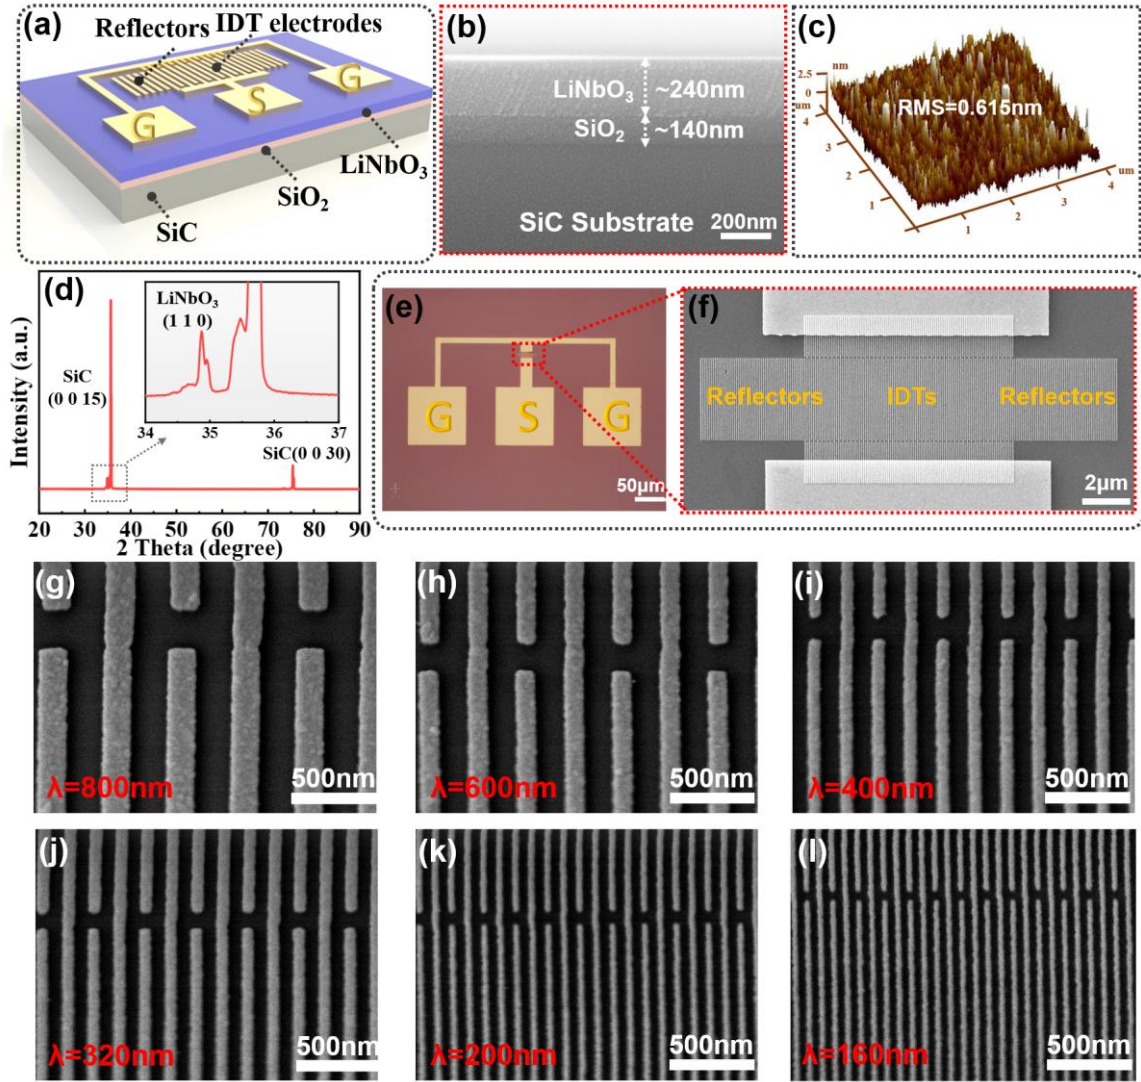 (a)
Reflectors IDT electrodes
G
S
G
LiNbO₃
SiO₂
SiC
(b)
LiNbO₃ ~240nm
SiO₂ ~140nm
SiC Substrate
200nm
(c)
nm
2.5
0
um
4
3
2
1
RMS=0.615nm
um
4
3
2
1
(d)
Intensity (a.u.)
SiC
(0 0 15)
LiNbO₃
(1 1 0)
34 35 36 37
SiC(0 0 30)
20 30 40 50 60 70 80 90
2 Theta (degree)
(e)
G S G
50μm
(f)
Reflectors IDTs Reflectors
2μm
(g)
λ=800nm
500nm
(h)
λ=600nm
500nm
(i)
λ=400nm
500nm
(j)
λ=320nm
500nm
(k)
λ=200nm
500nm
(l)
λ=160nm
500nm